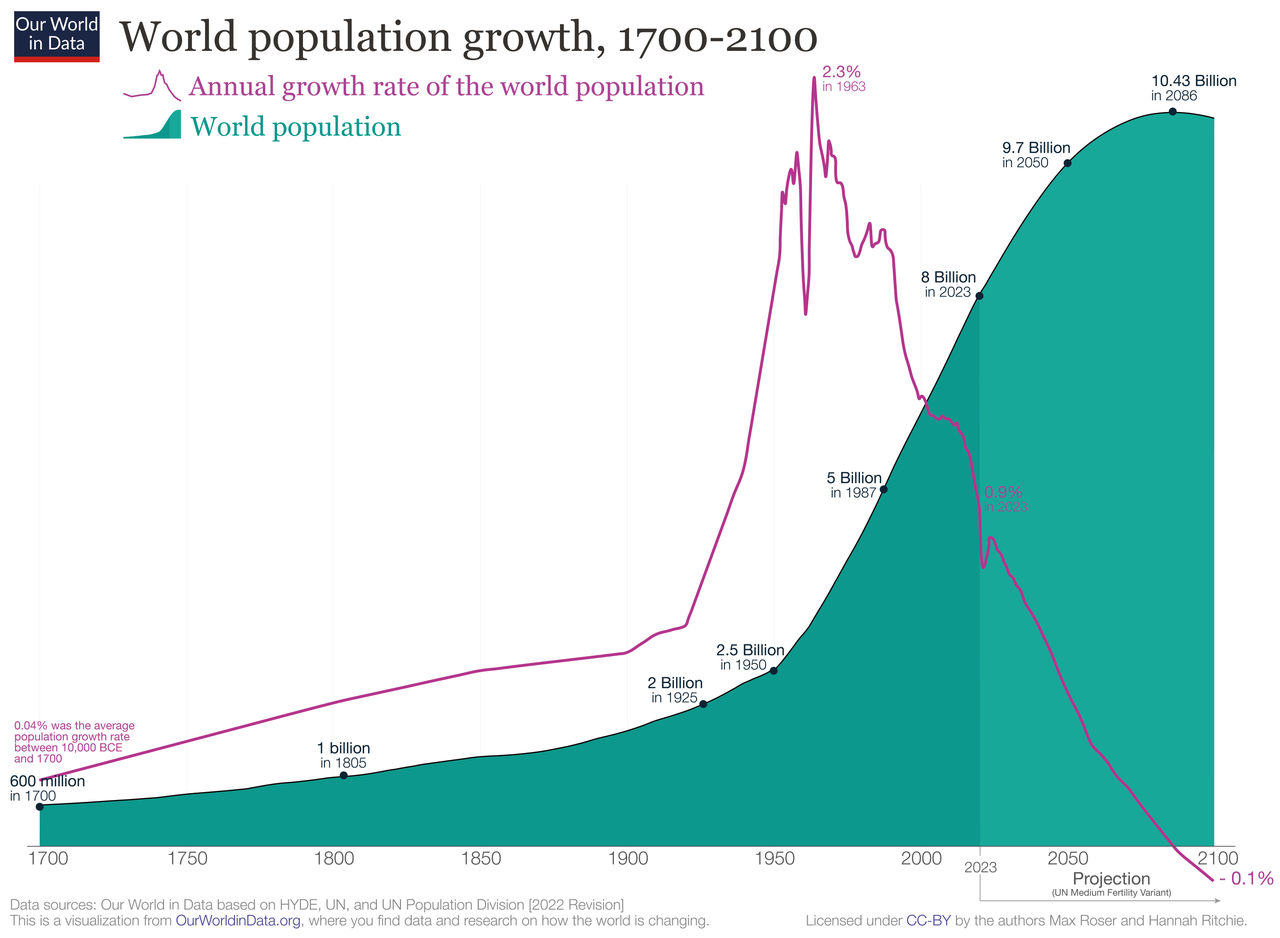 Our World
in Data
World population growth, 1700-2100
Annual growth rate of the world population
World population
2.3%
in 1963
10.43 Billion
in 2086
9.7 Billion
in 2050
8 Billion
in 2023
5 Billion
in 1987
0.9%
in 2023
2.5 Billion
in 1950
2 Billion
in 1925
0.04% was the average
population growth rate
between 10,000 BCE
and 1700
1 billion
in 1805
600 million
in 1700
1700 1750 1800 1850 1900 1950 2000 2023 2050 2100
Projection
(UN Medium Fertility Variant)
- 0.1%
Data sources: Our World in Data based on HYDE, UN, and UN Population Division [2022 Revision]
This is a visualization from OurWorldinData.org, where you find data and research on how the world is changing.
Licensed under CC-BY by the authors Max Roser and Hannah Ritchie.